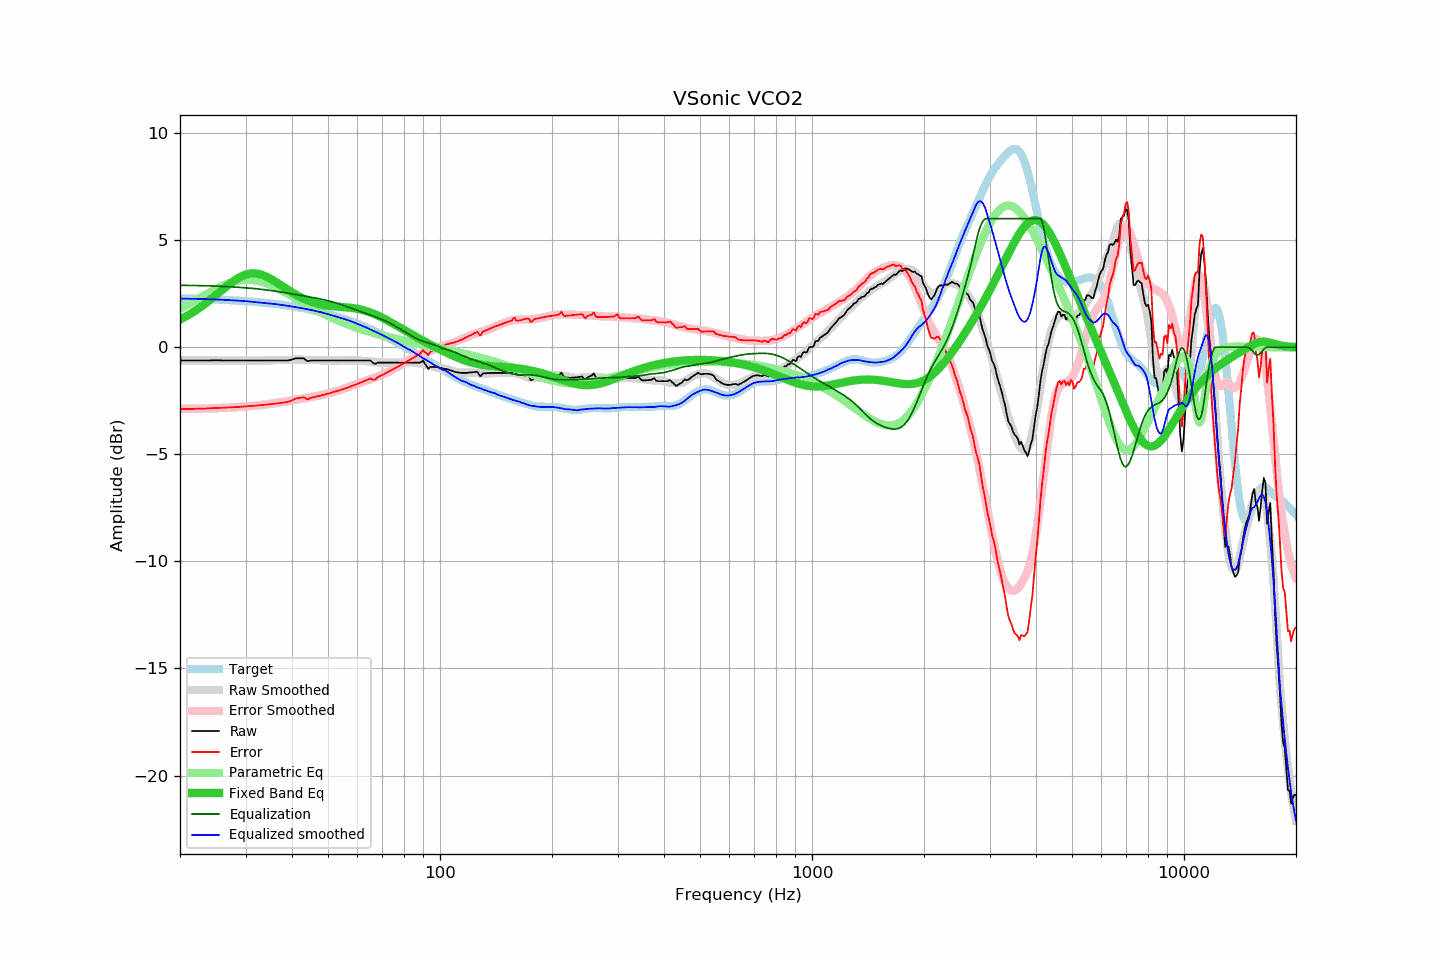 VSonic VCO2
10
5
0
−5
−10
−15
−20
Amplitude (dBr)
Target
Raw Smoothed
Error Smoothed
Raw
Error
Parametric Eq
Fixed Band Eq
Equalization
Equalized smoothed
100 1000 10000
Frequency (Hz)